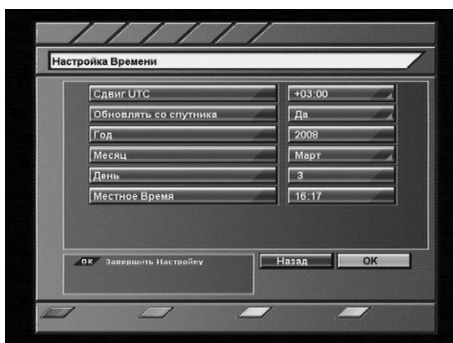 Настройка Времени
Сдвиг UTC +03:00
Обновлять со спутника Да
Год 2008
Месяц Март
День 3
Местное Время 16:17
OK Завершить Настройку
Назад OK